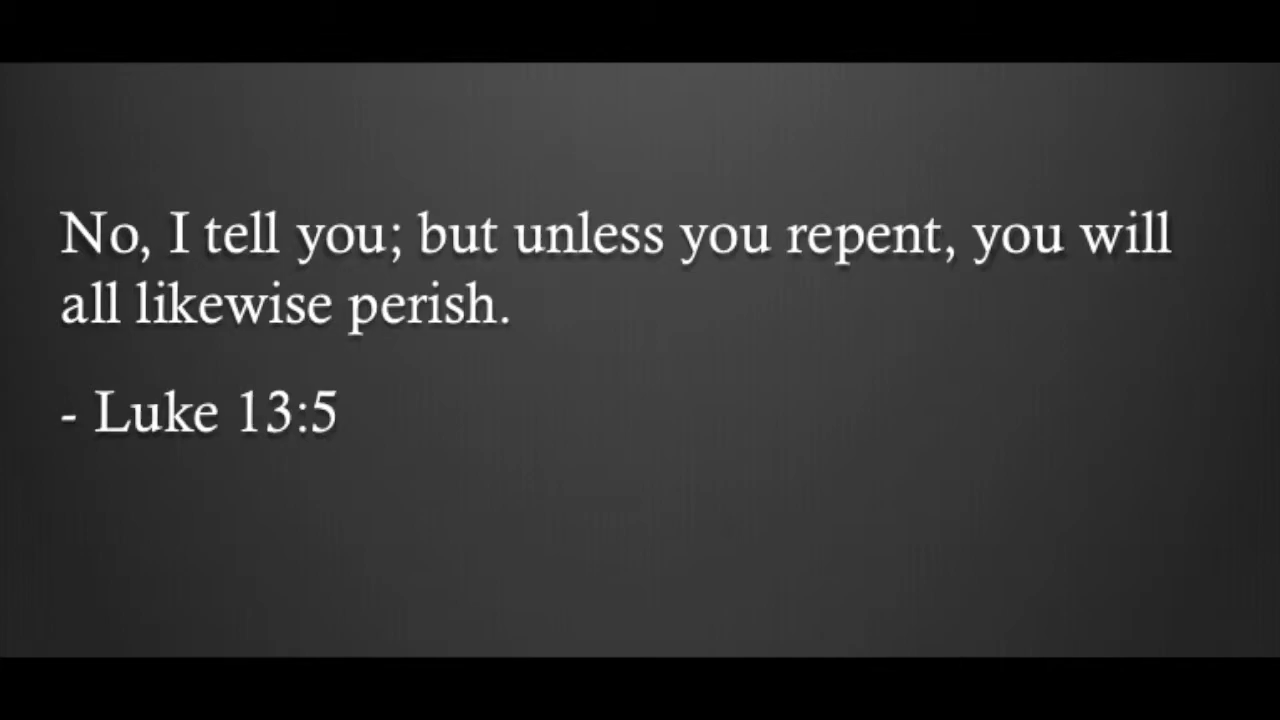 No, I tell you; but unless you repent, you will
all likewise perish.
- Luke 13:5